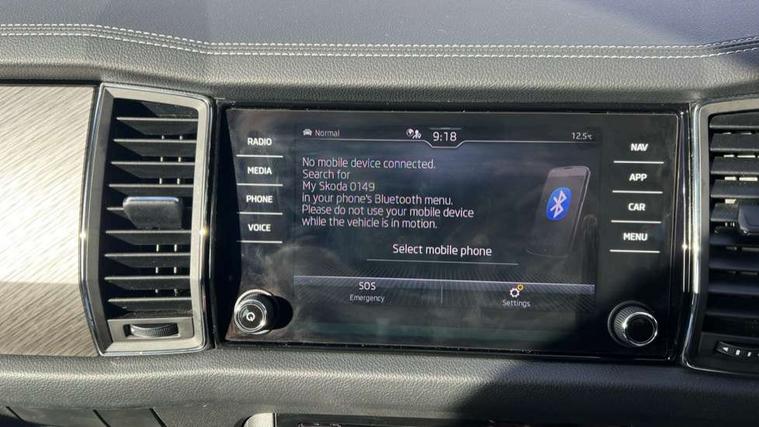 Normal
9:18
12.5°C
RADIO
MEDIA
PHONE
VOICE
No mobile device connected.
Search for
My Skoda 0149
in your phone's Bluetooth menu.
Please do not use your mobile device
while the vehicle is in motion.
Select mobile phone
SOS
Emergency
Settings
NAV
APP
CAR
MENU